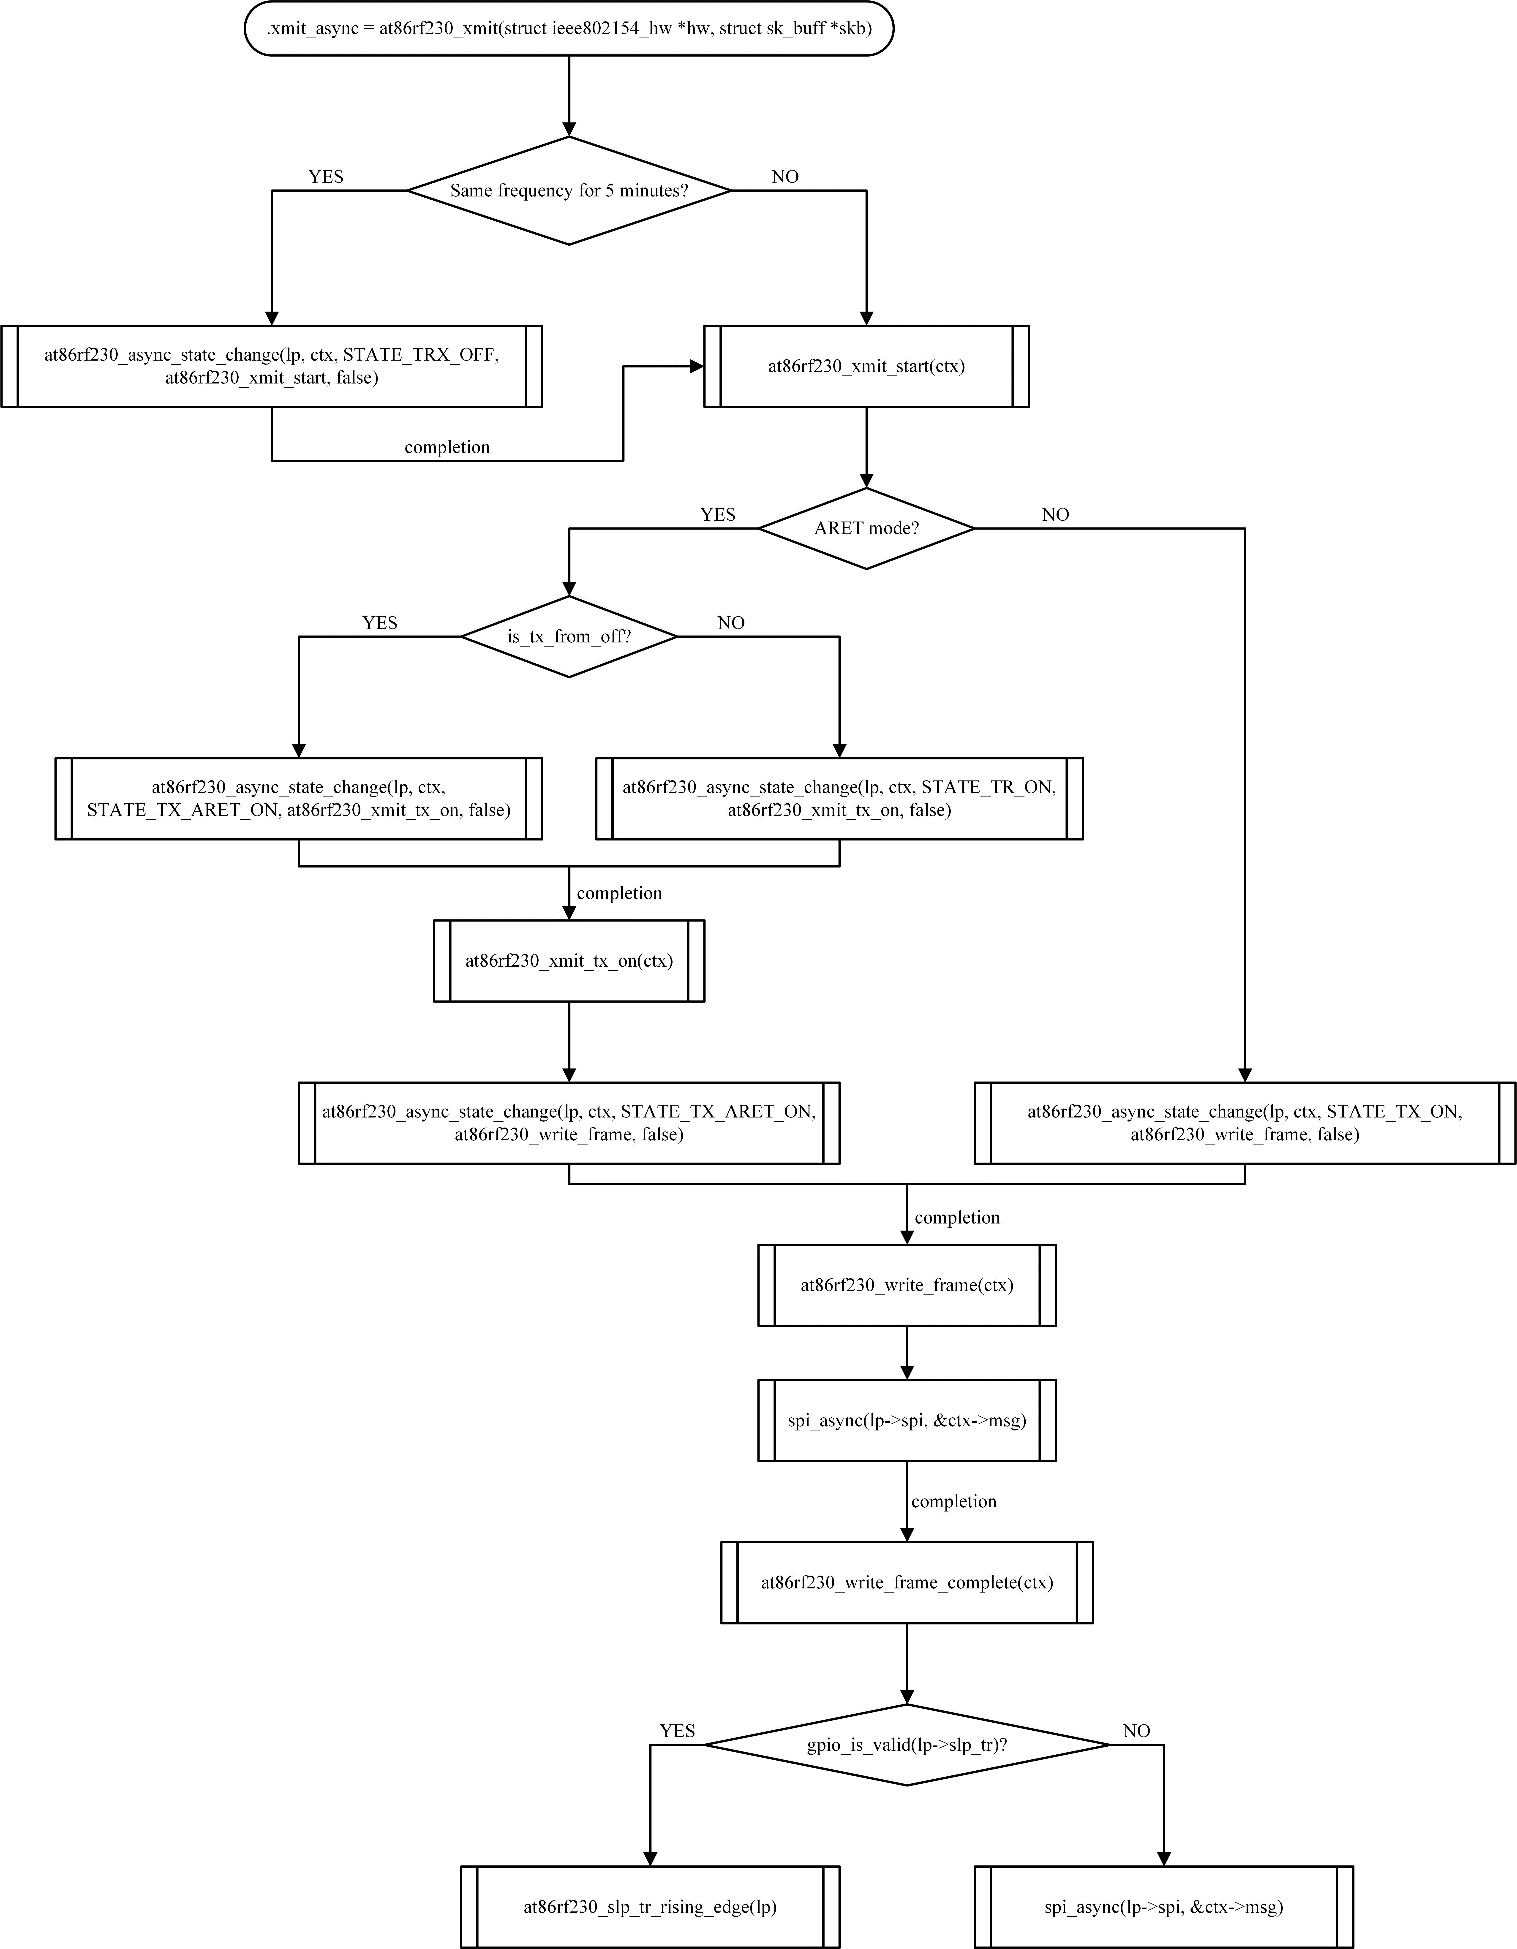 .xmit_async = at86rf230_xmit(struct ieee802154_hw *hw, struct sk_buff *skb)
YES
Same frequency for 5 minutes?
NO
at86rf230_async_state_change(lp, ctx, STATE_TRX_OFF,
at86rf230_xmit_start, false)
at86rf230_xmit_start(ctx)
completion
YES
ARET mode?
NO
YES
is_tx_from_off?
NO
at86rf230_async_state_change(lp, ctx,
STATE_TX_ARET_ON, at86rf230_xmit_tx_on, false)
at86rf230_async_state_change(lp, ctx, STATE_TR_ON,
at86rf230_xmit_tx_on, false)
completion
at86rf230_xmit_tx_on(ctx)
at86rf230_async_state_change(lp, ctx, STATE_TX_ARET_ON,
at86rf230_write_frame, false)
at86rf230_async_state_change(lp, ctx, STATE_TX_ON,
at86rf230_write_frame, false)
completion
at86rf230_write_frame(ctx)
spi_async(lp->spi, &ctx->msg)
completion
at86rf230_write_frame_complete(ctx)
YES
gpio_is_valid(lp->slp_tr)?
NO
at86rf230_slp_tr_rising_edge(lp)
spi_async(lp->spi, &ctx->msg)